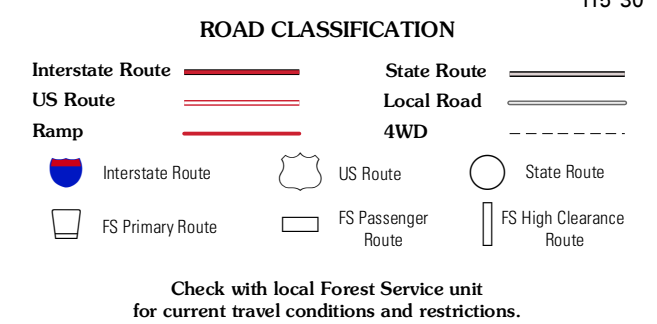 ROAD CLASSIFICATION
Interstate Route
State Route
US Route
Local Road
Ramp
4WD
Interstate Route
US Route
State Route
FS Primary Route
FS Passenger
Route
FS High Clearance
Route
Check with local Forest Service unit
for current travel conditions and restrictions.